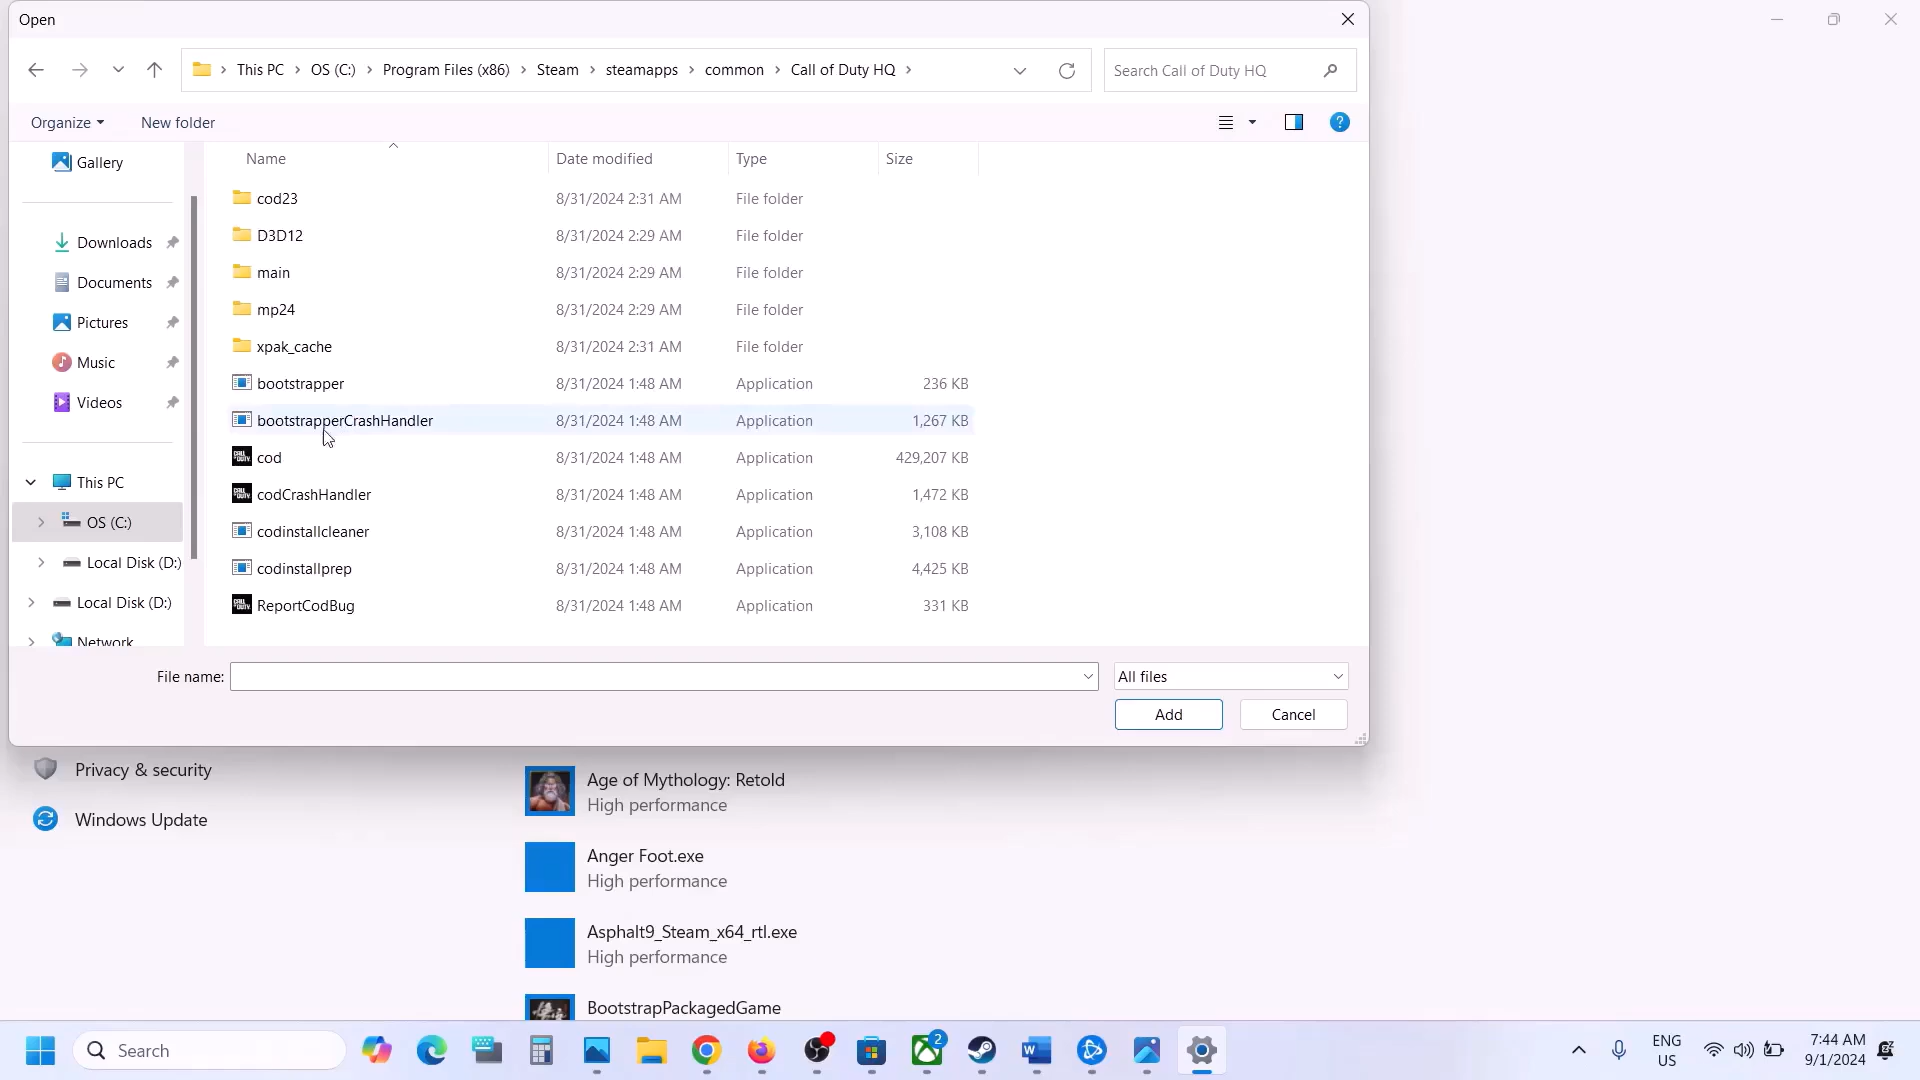 Open
This PC > OS (C:) > Program Files (x86) > Steam > steamapps > common > Call of Duty HQ >
Search Call of Duty HQ
Organize
New folder
Gallery
Downloads
Documents
Pictures
Music
Videos
This PC
OS (C:)
Local Disk (D:)
Local Disk (D:)
Network
Name Date modified Type Size
cod23 8/31/2024 2:31 AM File folder
D3D12 8/31/2024 2:29 AM File folder
main 8/31/2024 2:29 AM File folder
mp24 8/31/2024 2:29 AM File folder
xpak_cache 8/31/2024 2:31 AM File folder
bootstrapper 8/31/2024 1:48 AM Application 236 KB
bootstrapperCrashHandler 8/31/2024 1:48 AM Application 1,267 KB
cod 8/31/2024 1:48 AM Application 429,207 KB
codCrashHandler 8/31/2024 1:48 AM Application 1,472 KB
codinstallcleaner 8/31/2024 1:48 AM Application 3,108 KB
codinstallprep 8/31/2024 1:48 AM Application 4,425 KB
ReportCodBug 8/31/2024 1:48 AM Application 331 KB
File name:
All files
Add
Cancel
Privacy & security
Windows Update
Age of Mythology: Retold
High performance
Anger Foot.exe
High performance
Asphalt9_Steam_x64_rtl.exe
High performance
BootstrapPackagedGame
Search
2
ENG
US
7:44 AM
9/1/2024